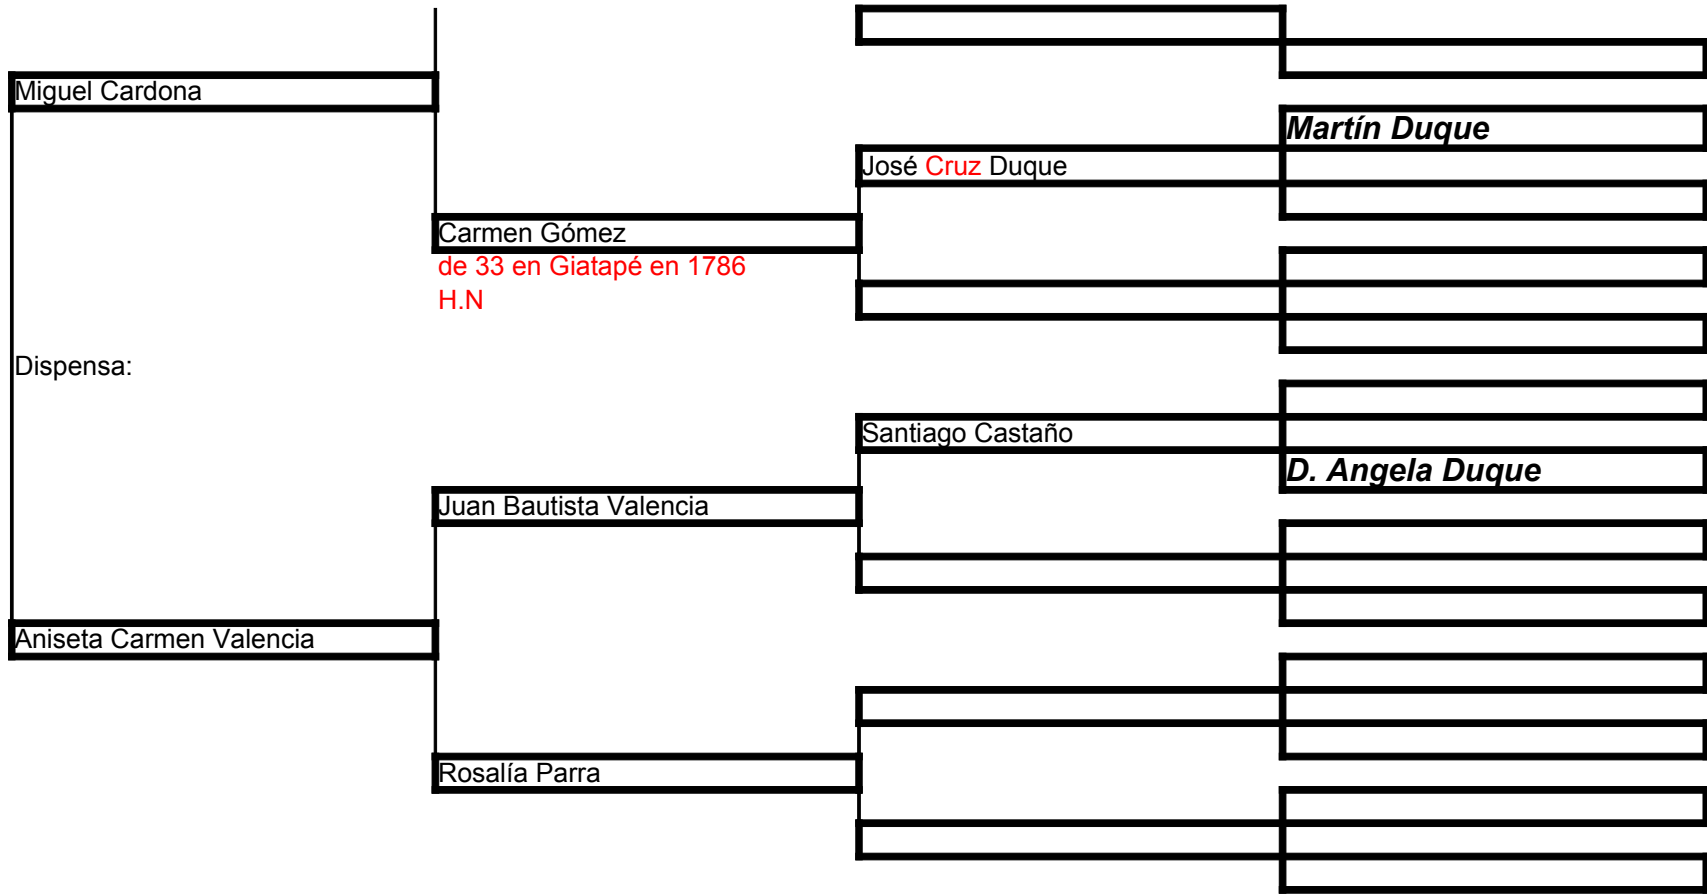 Miguel Cardona
Martín Duque
José Cruz Duque
Carmen Gómez
de 33 en Giatapé en 1786
H.N
Dispensa:
Santiago Castaño
D. Angela Duque
Juan Bautista Valencia
Aniseta Carmen Valencia
Rosalía Parra